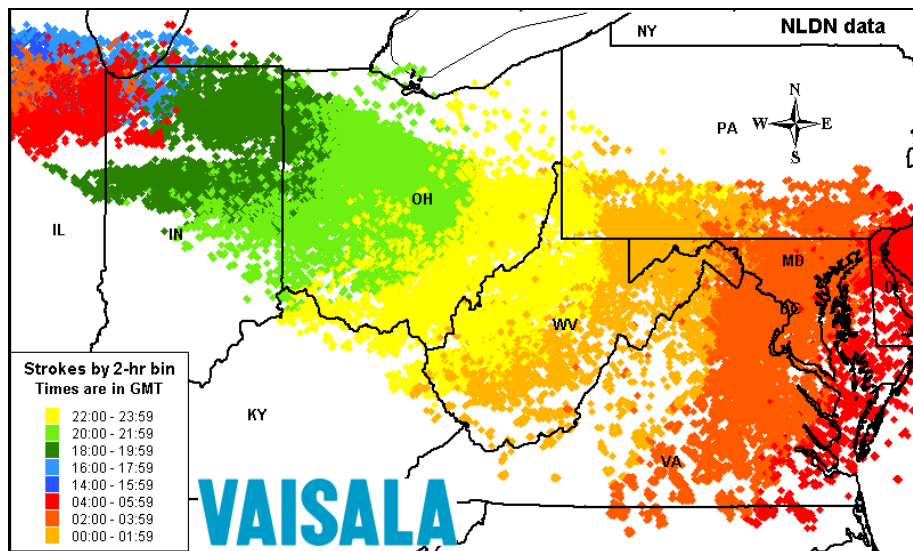 NY
NLDN data
N
PA
W E
S
OH
IL
IN
MD
DE
DC
WV
Strokes by 2-hr bin
Times are in GMT
22:00 - 23:59
20:00 - 21:59
18:00 - 19:59
16:00 - 17:59
14:00 - 15:59
04:00 - 05:59
02:00 - 03:59
00:00 - 01:59
KY
VA
VAISALA